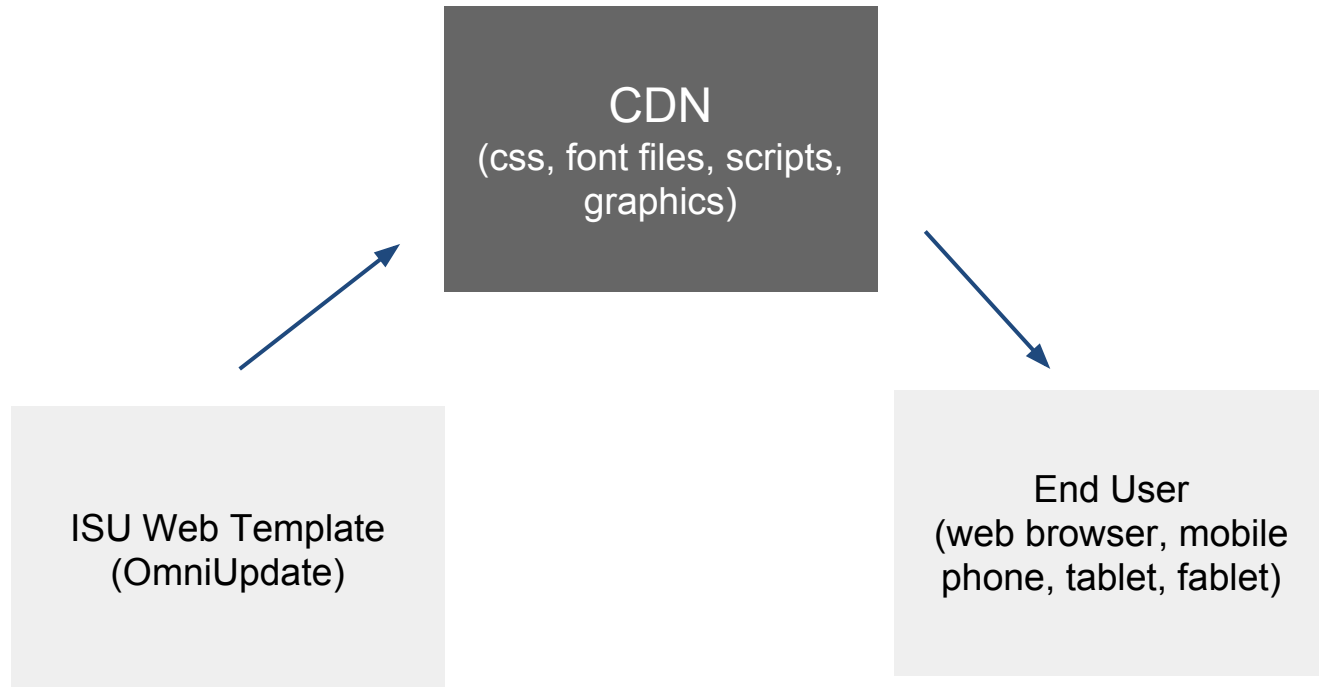 CDN
(css, font files, scripts,
graphics)
ISU Web Template
(OmniUpdate)
End User
(web browser, mobile
phone, tablet, fablet)